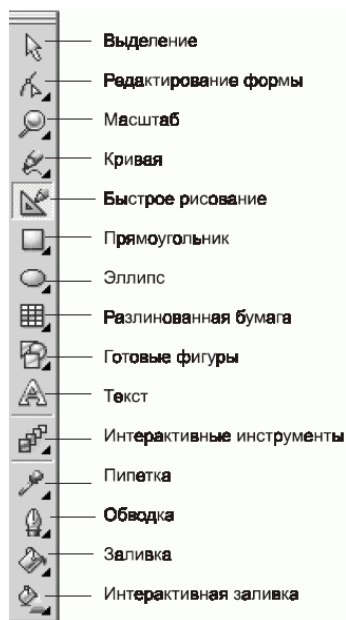 Выделение
Редактирование формы
Масштаб
Кривая
Быстрое рисование
Прямоугольник
Эллипс
Разлинованная бумага
Готовые фигуры
Текст
Интерактивные инструменты
Пипетка
Обводка
Заливка
Интерактивная заливка